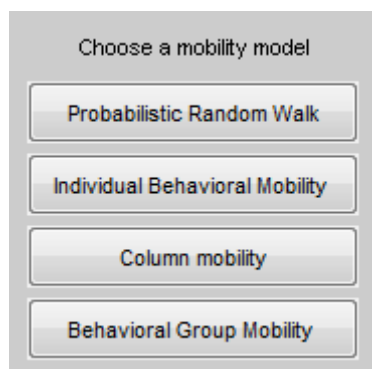 Choose a mobility model
Probabilistic Random Walk
Individual Behavioral Mobility
Column mobility
Behavioral Group Mobility